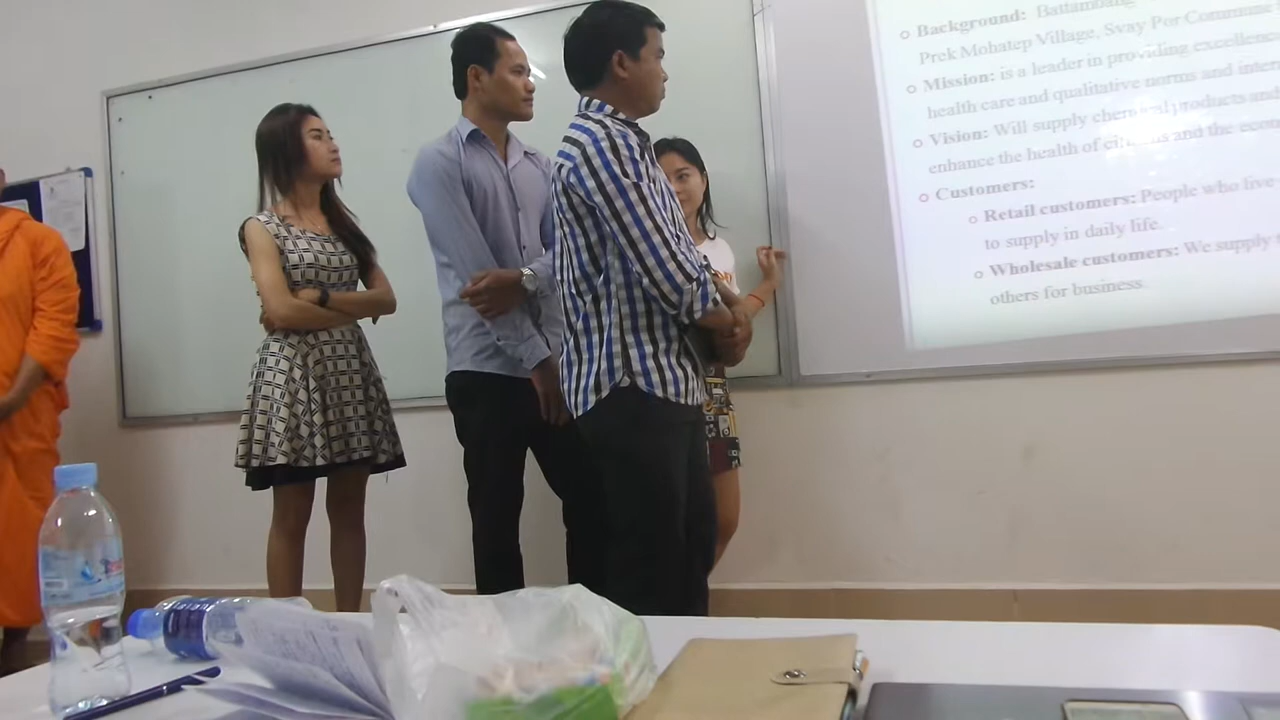 Background: Battambang
Prek Mohatep Village, Svay Por Commune
Mission: is a leader in providing excellence
health care and qualitative norms and
Vision: Will supply chemical products and
enhance the health of citizens and the
Customers:
Retail customers: People who live
to supply in daily life.
Wholesale customers: We supply
others for business.